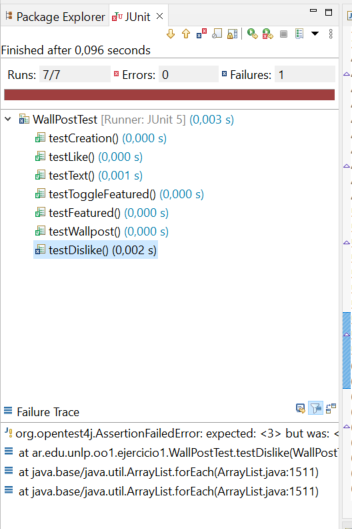 Package Explorer JUnit ×
Finished after 0,096 seconds
Runs: 7/7 Errors: 0 Failures: 1
WallPostTest [Runner: JUnit 5] (0,003 s)
testCreation() (0,000 s)
testLike() (0,000 s)
testText() (0,001 s)
testToggleFeatured() (0,000 s)
testFeatured() (0,000 s)
testWallpost() (0,000 s)
testDislike() (0,002 s)
Failure Trace
org.opentest4j.AssertionFailedError: expected: <3> but was: <
at ar.edu.unlp.oo1.ejercicio1.WallPostTest.testDislike(WallPost
at java.base/java.util.ArrayList.forEach(ArrayList.java:1511)
at java.base/java.util.ArrayList.forEach(ArrayList.java:1511)